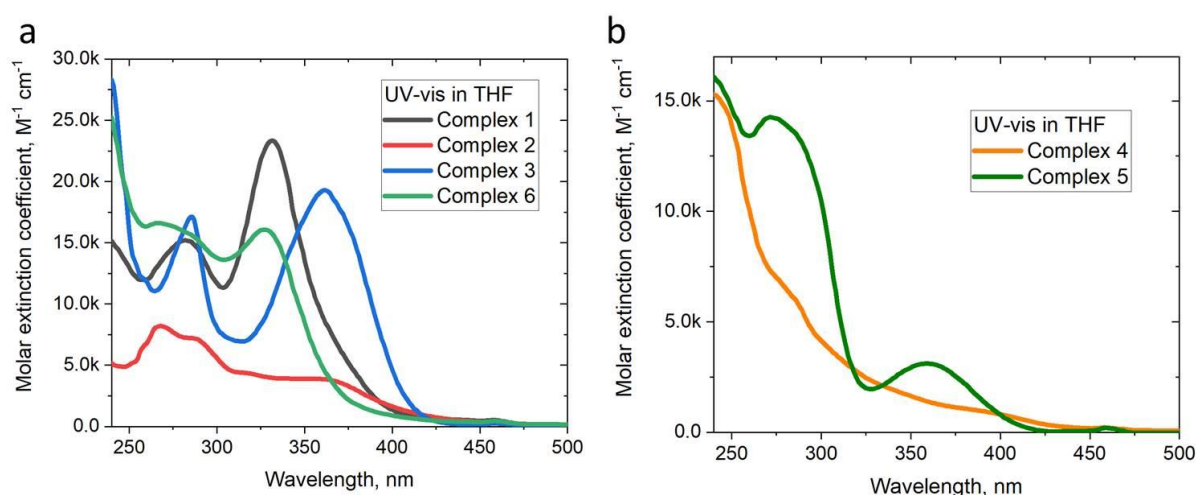 a
30.0k
25.0k
20.0k
15.0k
10.0k
5.0k
0.0
Molar extinction coefficient, M-1 cm-1
UV-vis in THF
Complex 1
Complex 2
Complex 3
Complex 6
250 300 350 400 450 500
Wavelength, nm
b
15.0k
10.0k
5.0k
0.0
Molar extinction coefficient, M-1 cm-1
UV-vis in THF
Complex 4
Complex 5
250 300 350 400 450 500
Wavelength, nm